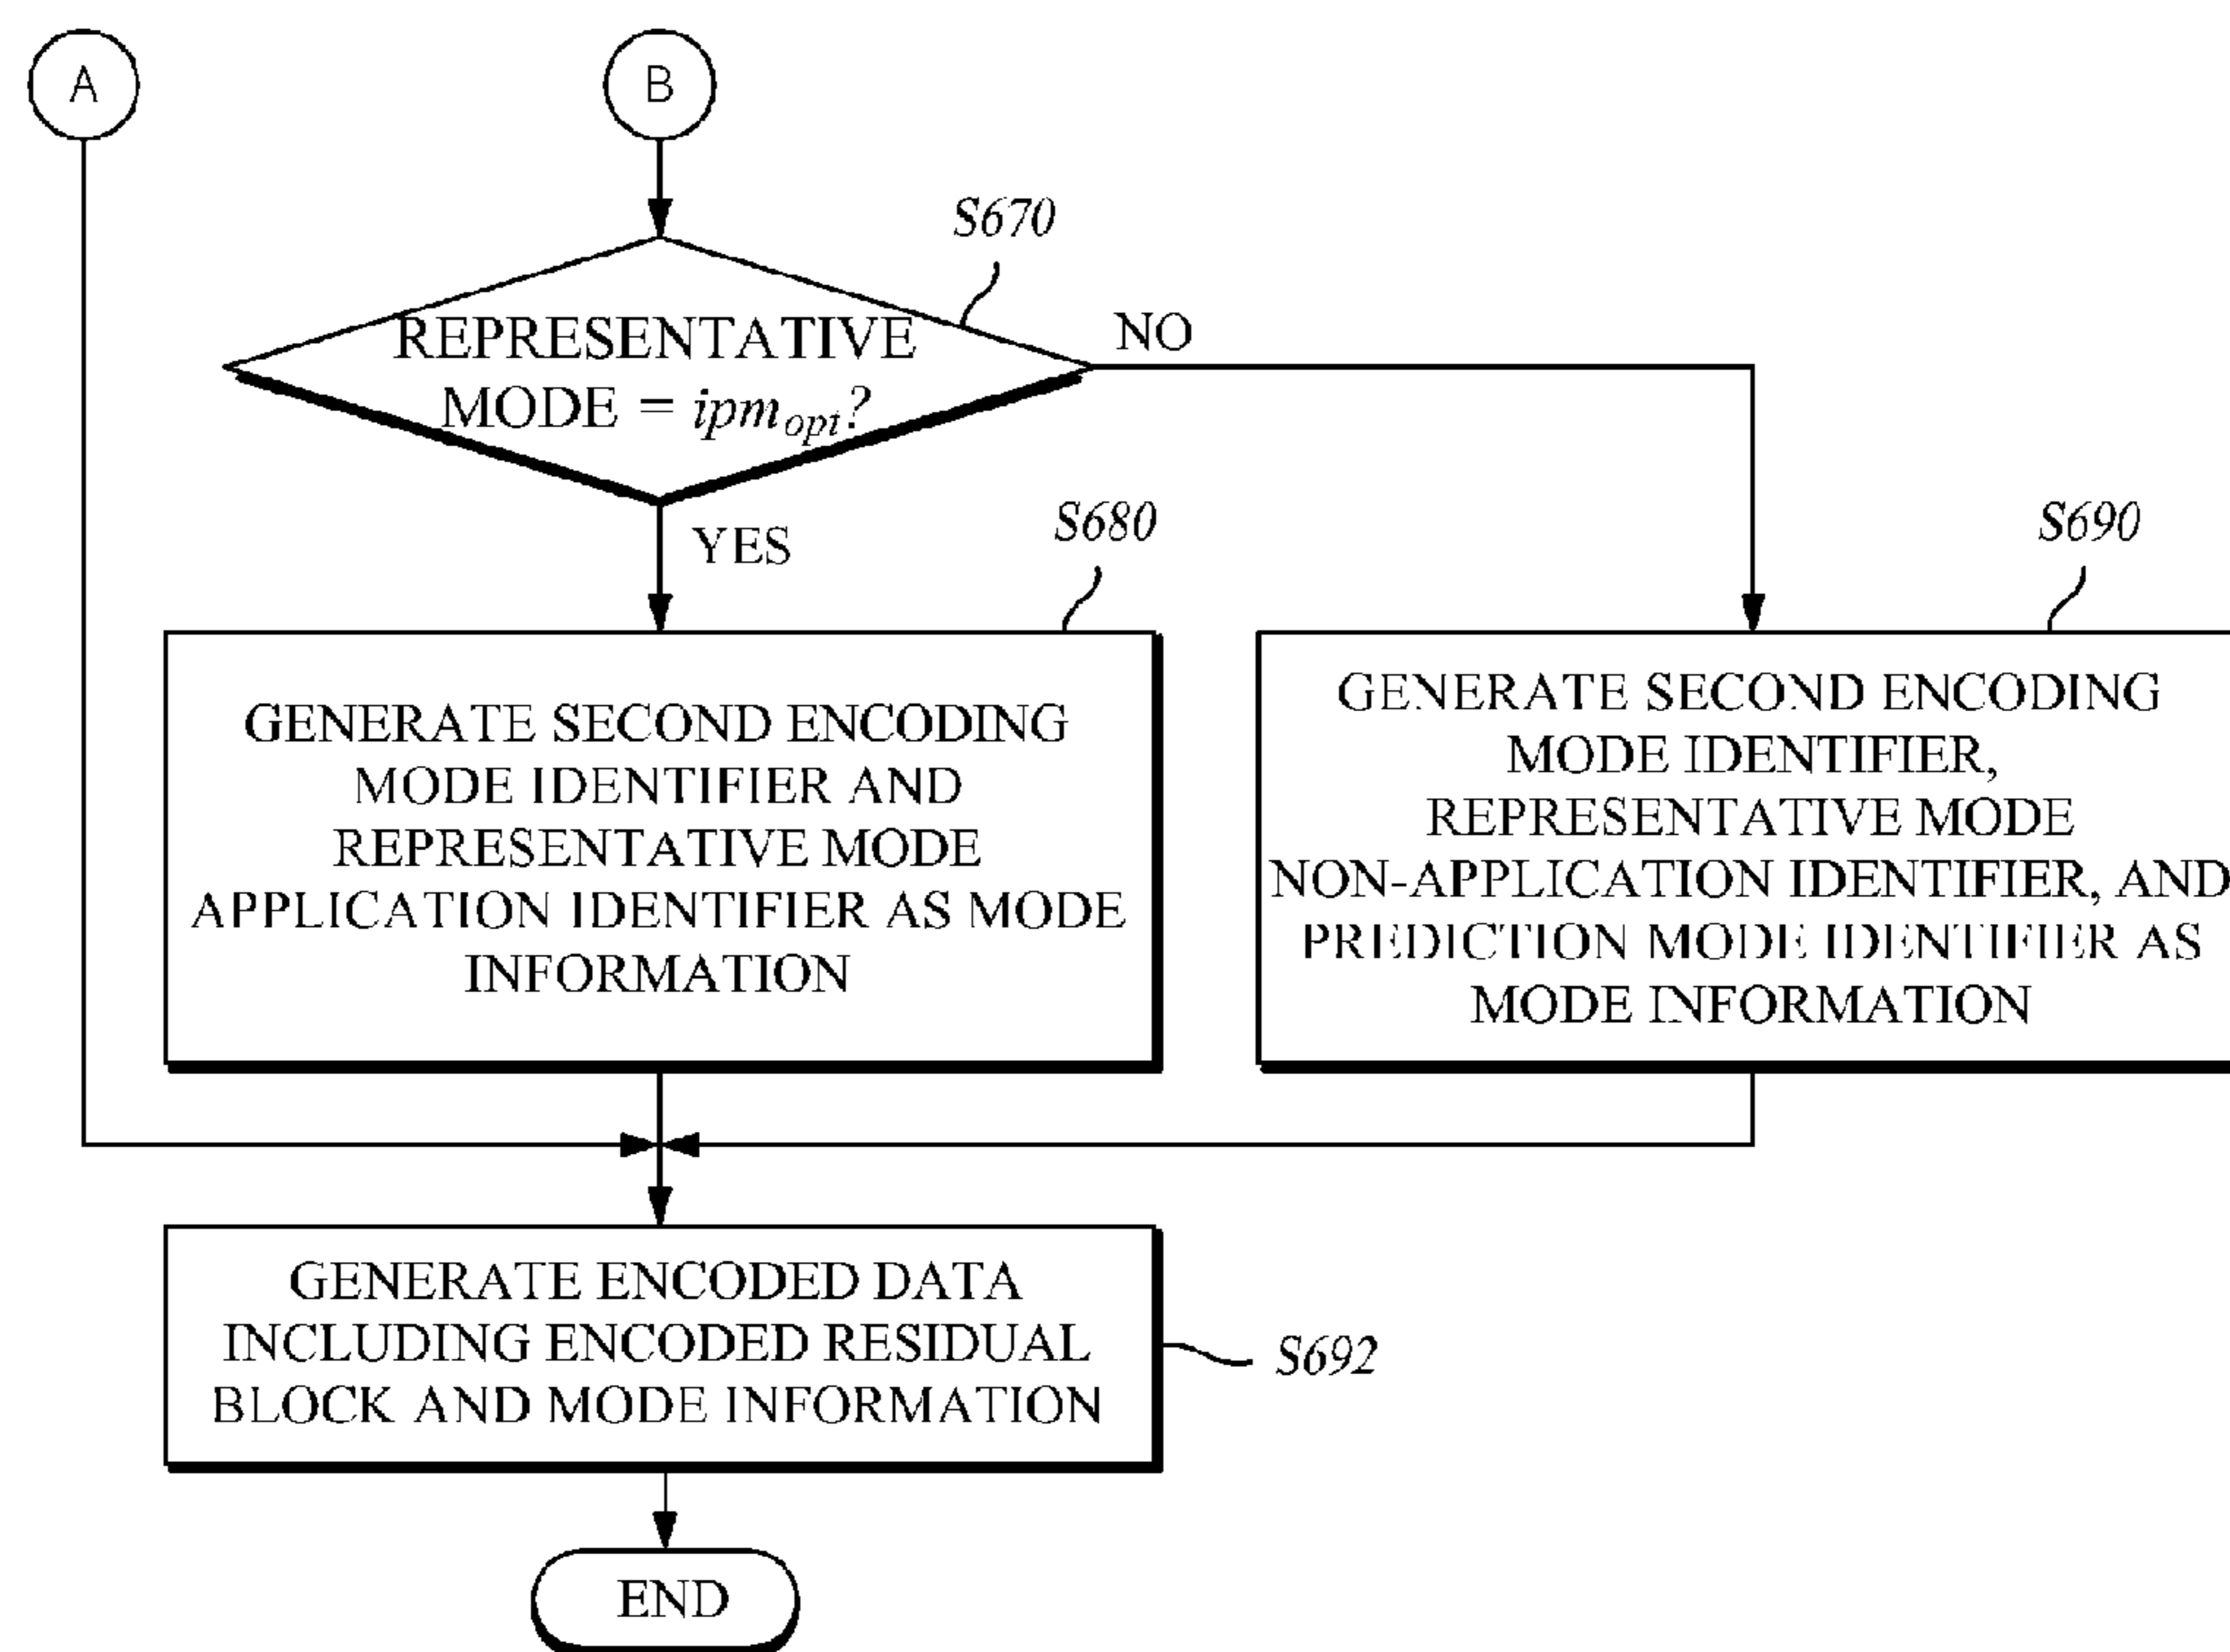 A
B
S670
REPRESENTATIVE
MODE = ipm_opt?
NO
YES
S680
S690
GENERATE SECOND ENCODING
MODE IDENTIFIER AND
REPRESENTATIVE MODE
APPLICATION IDENTIFIER AS MODE
INFORMATION
GENERATE SECOND ENCODING
MODE IDENTIFIER,
REPRESENTATIVE MODE
NON-APPLICATION IDENTIFIER, AND
PREDICTION MODE IDENTIFIER AS
MODE INFORMATION
GENERATE ENCODED DATA
INCLUDING ENCODED RESIDUAL
BLOCK AND MODE INFORMATION
S692
END